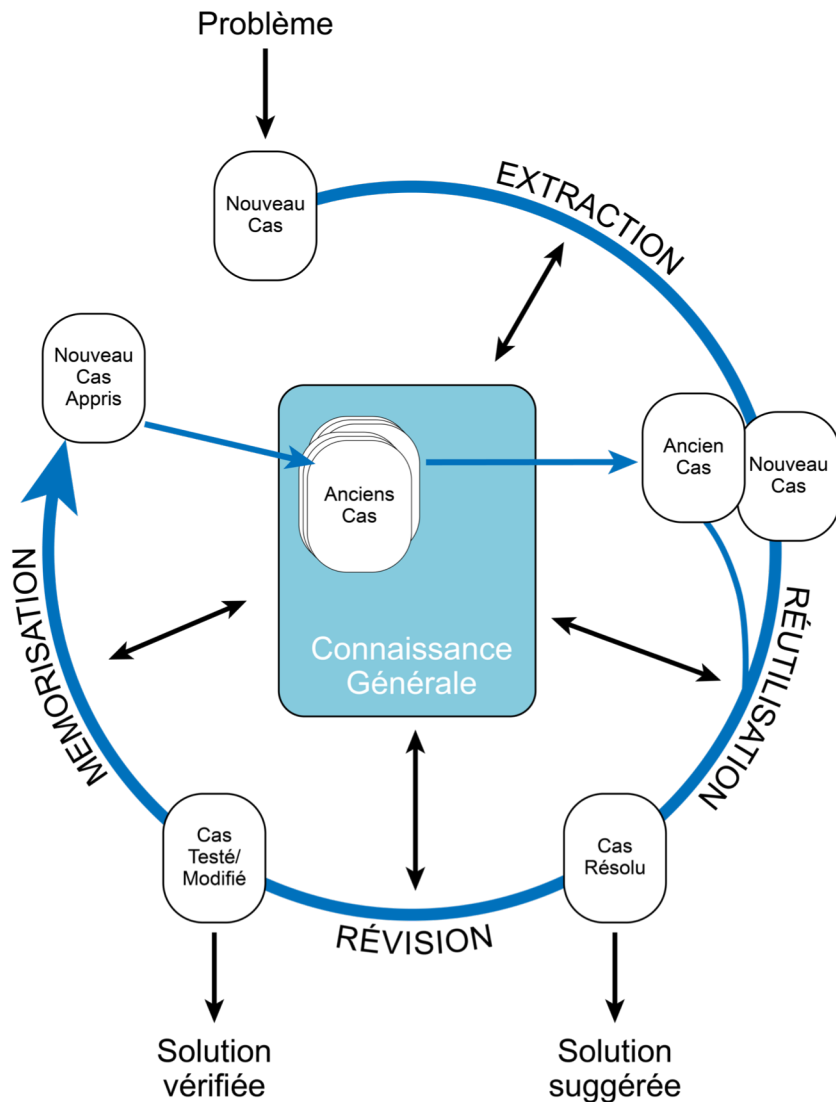 Problème
Nouveau
Cas
EXTRACTION
Nouveau
Cas
Appris
Anciens
Cas
Ancien
Cas
Nouveau
Cas
Connaissance
Générale
MEMORISATION
RÉUTILISATION
Cas
Testé/
Modifié
Cas
Résolu
RÉVISION
Solution
vérifiée
Solution
suggérée